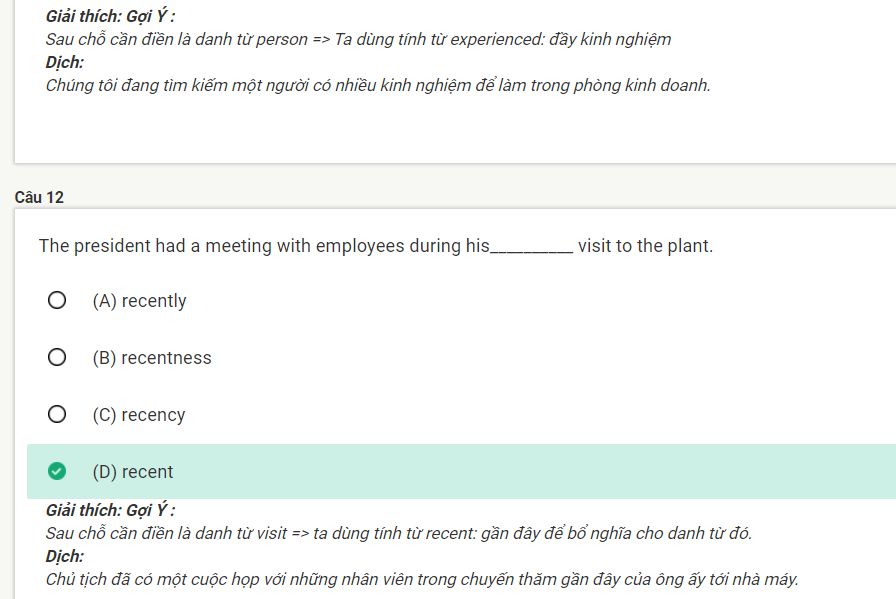 Giải thích: Gợi Ý :
Sau chỗ cần điền là danh từ person => Ta dùng tính từ experienced: đầy kinh nghiệm
Dịch:
Chúng tôi đang tìm kiếm một người có nhiều kinh nghiệm để làm trong phòng kinh doanh.
Câu 12
The president had a meeting with employees during his__________ visit to the plant.
(A) recently
(B) recentness
(C) recency
(D) recent
Giải thích: Gợi Ý :
Sau chỗ cần điền là danh từ visit => ta dùng tính từ recent: gần đây để bổ nghĩa cho danh từ đó.
Dịch:
Chủ tịch đã có một cuộc họp với những nhân viên trong chuyến thăm gần đây của ông ấy tới nhà máy.